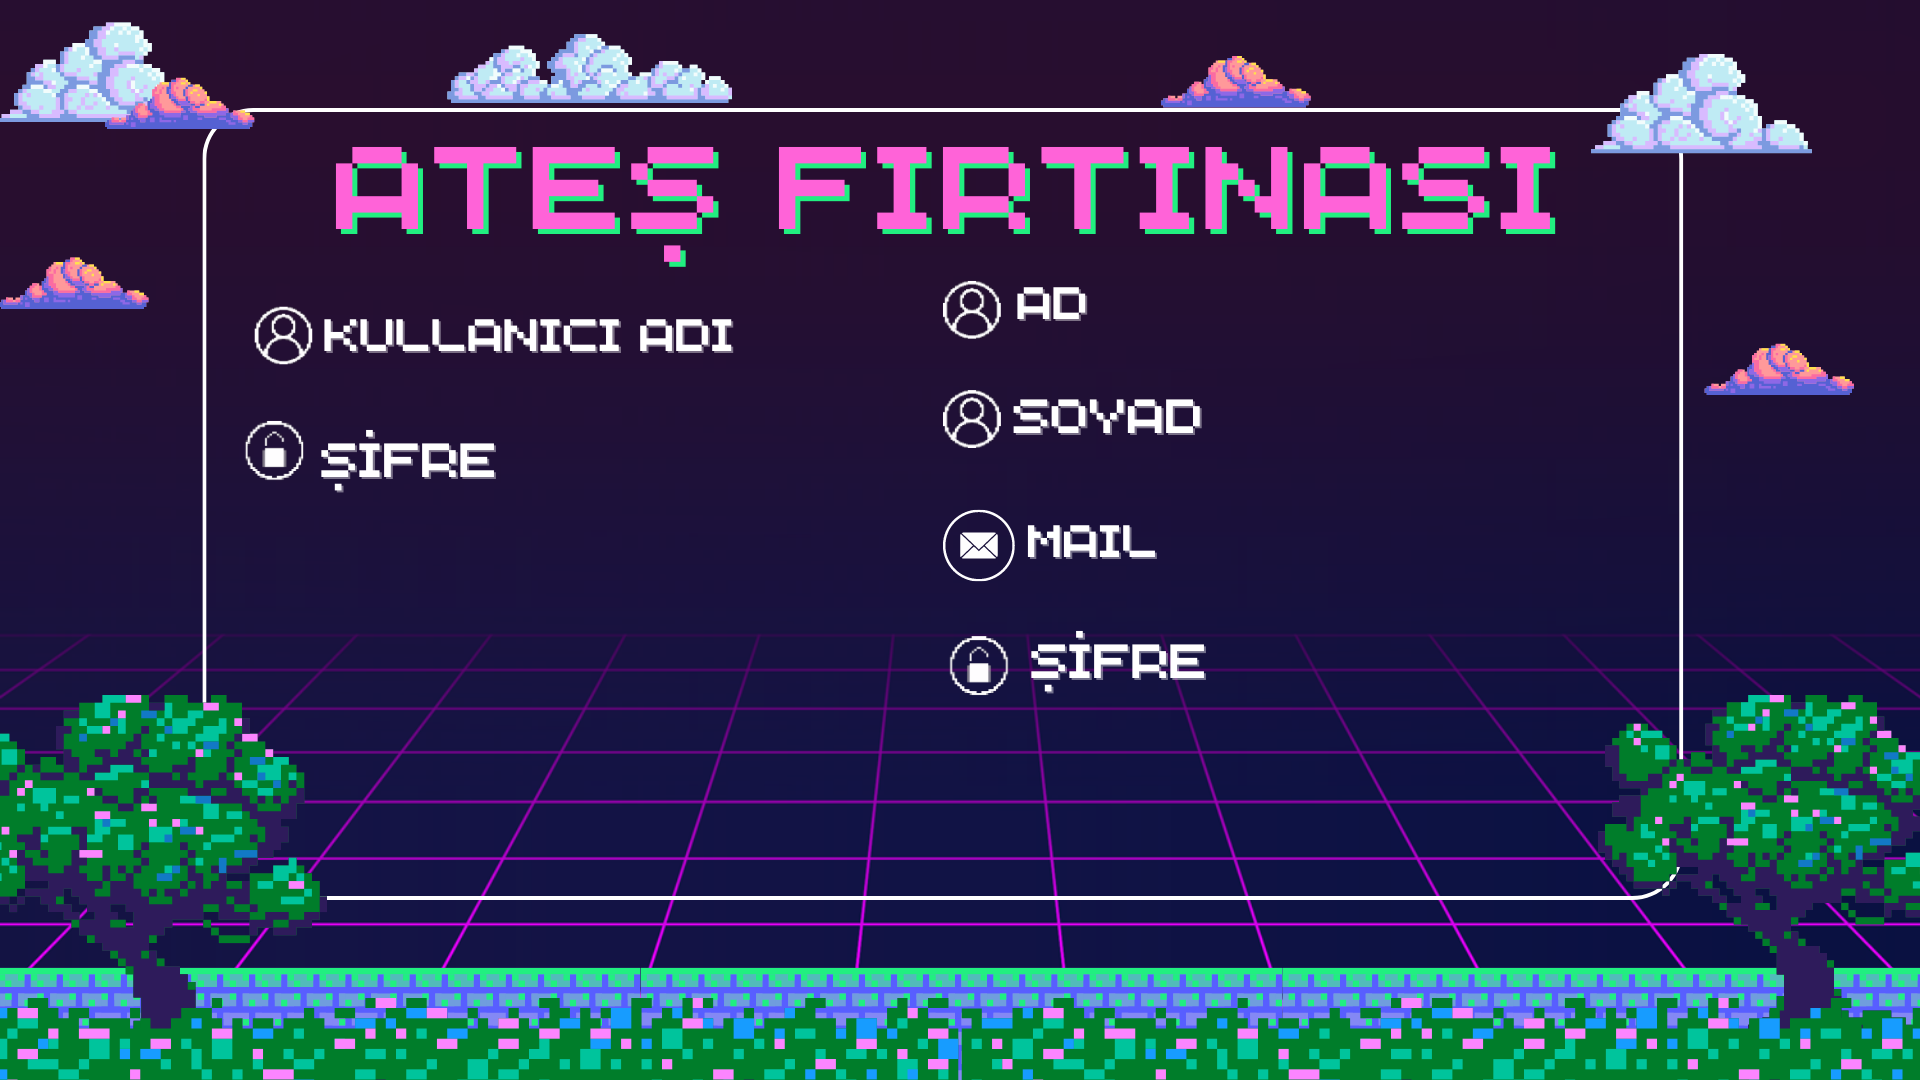 ATEŞ FIRTINASI
KULLANICI ADI
ŞİFRE
AD
SOYAD
MAIL
ŞİFRE